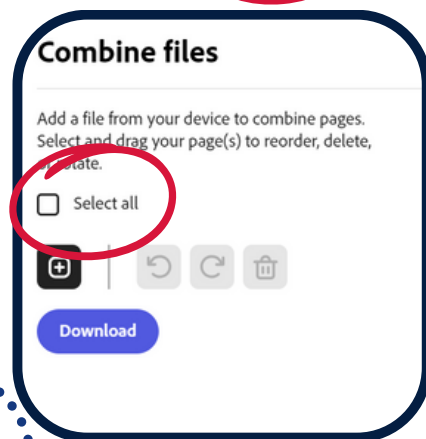 Combine files
Add a file from your device to combine pages.
Select and drag your page(s) to reorder, delete,
or rotate.
Select all
Download